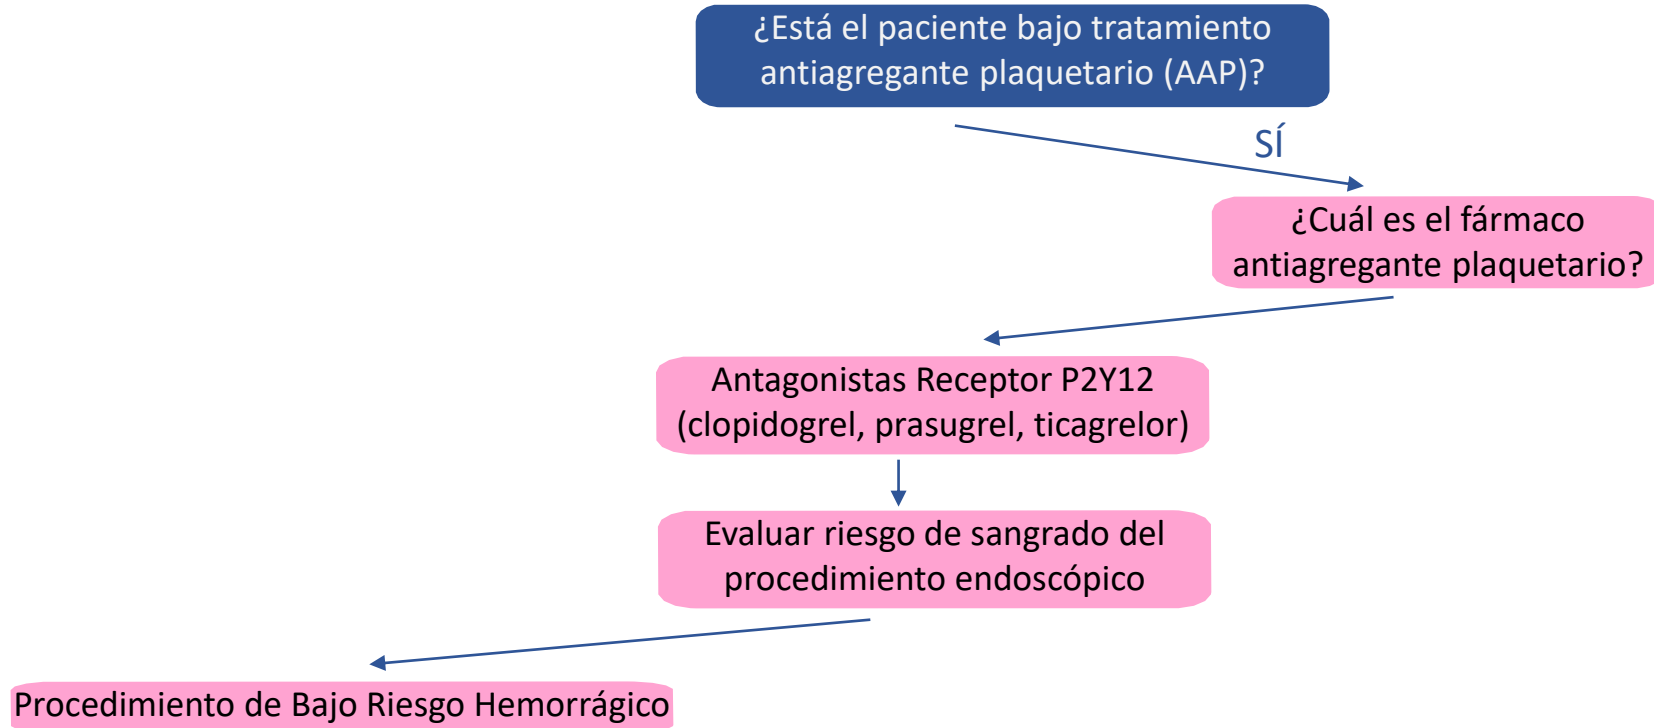 ¿Está el paciente bajo tratamiento
antiagregante plaquetario (AAP)?
SÍ
¿Cuál es el fármaco
antiagregante plaquetario?
Antagonistas Receptor P2Y12
(clopidogrel, prasugrel, ticagrelor)
Evaluar riesgo de sangrado del
procedimiento endoscópico
Procedimiento de Bajo Riesgo Hemorrágico